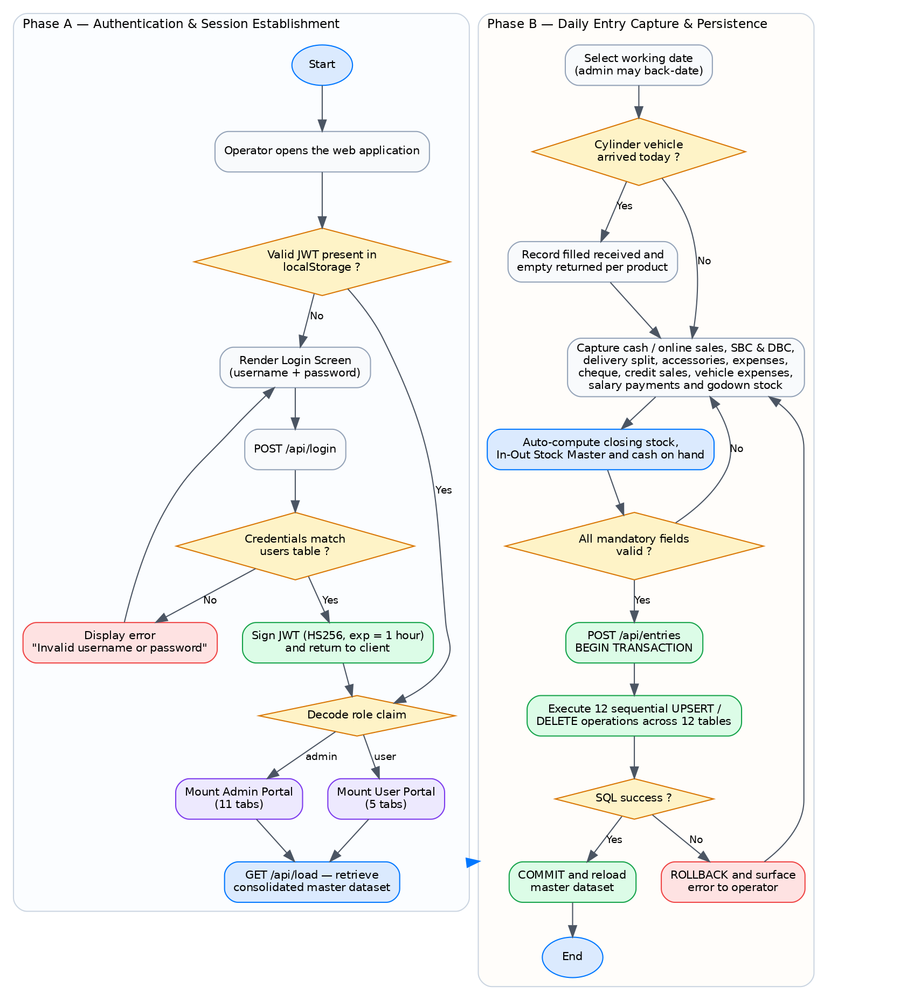 Phase A — Authentication & Session Establishment
Start
Operator opens the web application
Valid JWT present in
localStorage ?
No
Yes
Render Login Screen
(username + password)
POST /api/login
Credentials match
users table ?
No
Yes
Display error
"Invalid username or password"
Sign JWT (HS256, exp = 1 hour)
and return to client
Decode role claim
admin
user
Mount Admin Portal
(11 tabs)
Mount User Portal
(5 tabs)
GET /api/load — retrieve
consolidated master dataset
Phase B — Daily Entry Capture & Persistence
Select working date
(admin may back-date)
Cylinder vehicle
arrived today ?
Yes
No
Record filled received and
empty returned per product
Capture cash / online sales, SBC & DBC,
delivery split, accessories, expenses,
cheque, credit sales, vehicle expenses,
salary payments and godown stock
Auto-compute closing stock,
In-Out Stock Master and cash on hand
No
All mandatory fields
valid ?
Yes
POST /api/entries
BEGIN TRANSACTION
Execute 12 sequential UPSERT /
DELETE operations across 12 tables
SQL success ?
Yes
No
COMMIT and reload
master dataset
ROLLBACK and surface
error to operator
End